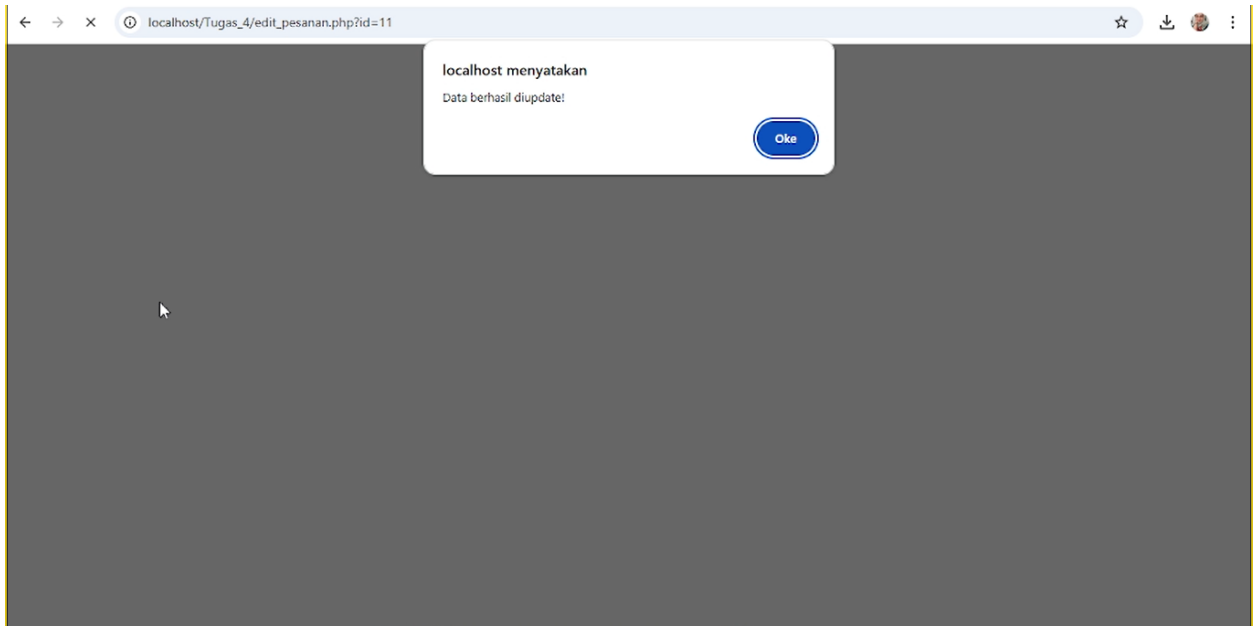 localhost/Tugas_4/edit_pesanan.php?id=11
localhost menyatakan
Data berhasil diupdate!
Oke